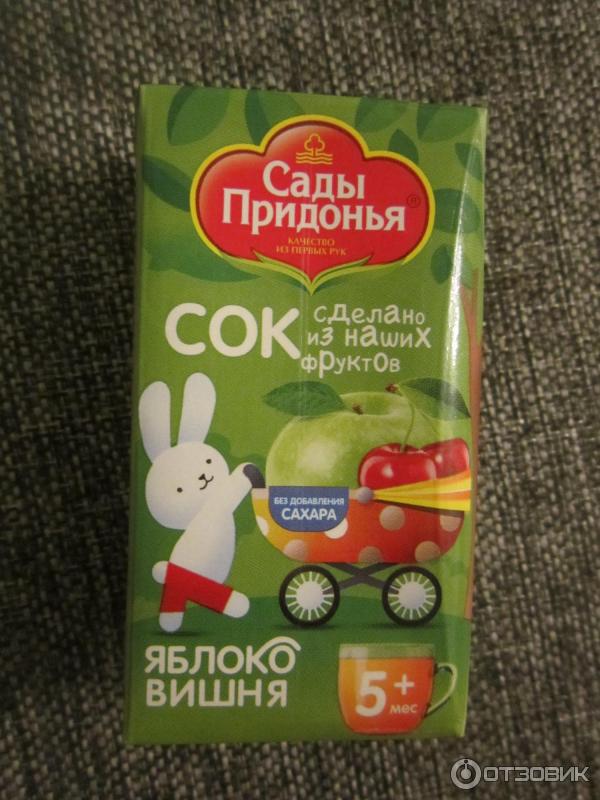 Сады
Придонья®
КАЧЕСТВО
ИЗ ПЕРВЫХ РУК
СОК
сделано
из наших
фруктов
БЕЗ ДОБАВЛЕНИЯ
САХАРА
ЯБЛОКО
ВИШНЯ
5+
мес
ОТЗОВИК